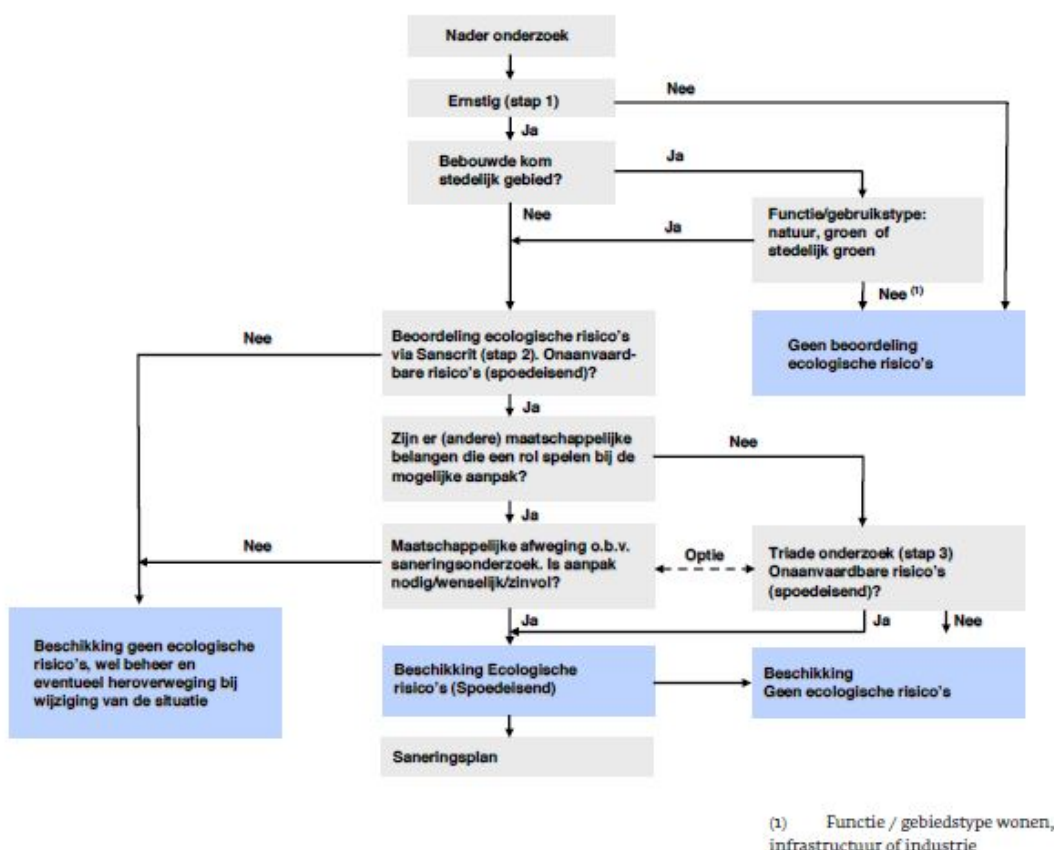 Nader onderzoek
Ernstig (stap 1)
Nee
Ja
Bebouwde kom
stedelijk gebied?
Ja
Nee
Functie/gebruikstype:
natuur, groen of
stedelijk groen
Ja
Nee (1)
Nee
Beoordeling ecologische risico's
via Sanscrit (stap 2). Onaanvaard-
bare risico's (spoedeisend)?
Geen beoordeling
ecologische risico's
Ja
Zijn er (andere) maatschappelijke
belangen die een rol spelen bij de
mogelijke aanpak?
Nee
Ja
Nee
Maatschappelijke afweging o.b.v.
saneringsonderzoek. Is aanpak
nodig/wenselijk/zinvol?
Optie
Triade onderzoek (stap 3)
Onaanvaardbare risico's
(spoedeisend)?
Ja
Ja
Nee
Beschikking geen ecologische
risico's, wel beheer en
eventueel heroverweging bij
wijziging van de situatie
Beschikking Ecologische
risico's (Spoedeisend)
Beschikking
Geen ecologische risico's
Saneringsplan
(1) Functie / gebiedstype wonen,
infrastructuur of industrie